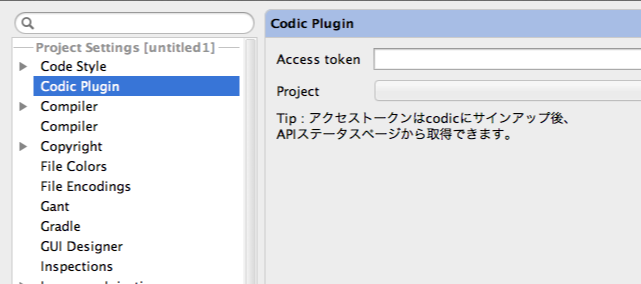 Project Settings [untitled1]
Code Style
Codic Plugin
Compiler
Compiler
Copyright
File Colors
File Encodings
Gant
Gradle
GUI Designer
Inspections
Codic Plugin
Access token
Project
Tip : アクセストークンはcodicにサインアップ後、
APIステータスページから取得できます。